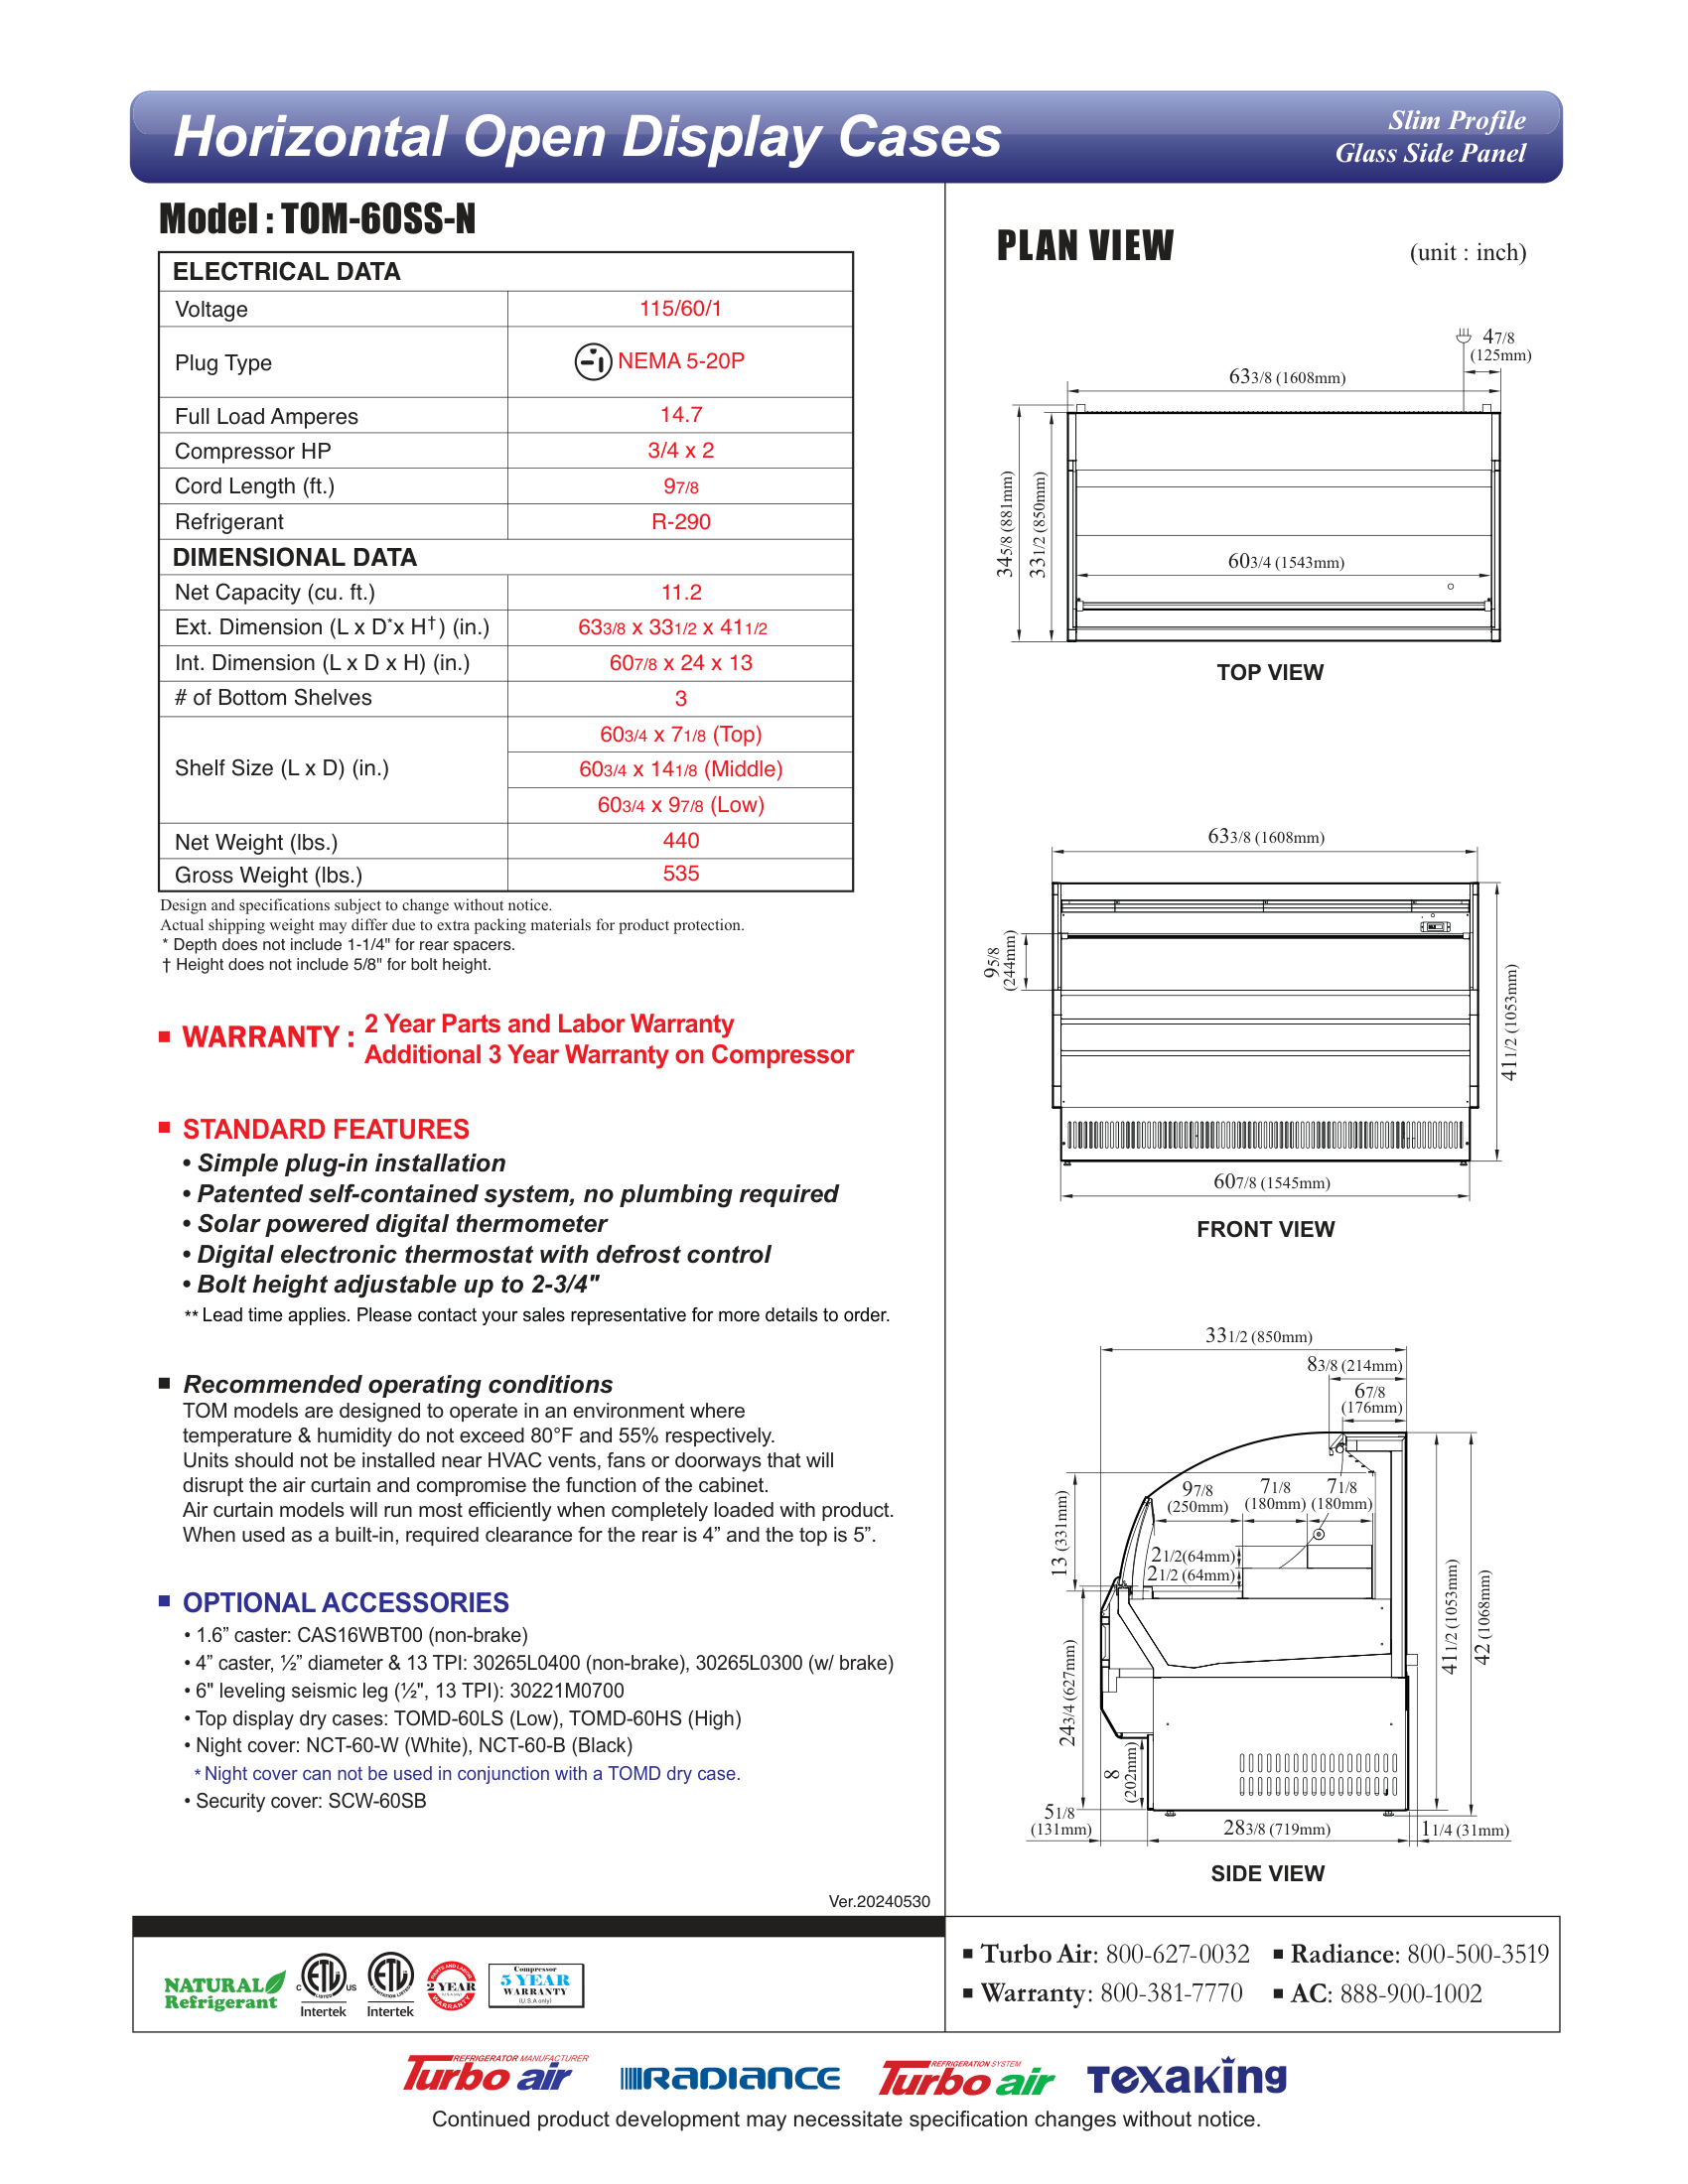 Horizontal Open Display Cases
Slim Profile
Glass Side Panel
Model : TOM-60SS-N
ELECTRICAL DATA
Voltage 115/60/1
Plug Type NEMA 5-20P
Full Load Amperes 14.7
Compressor HP 3/4 x 2
Cord Length (ft.) 97/8
Refrigerant R-290
DIMENSIONAL DATA
Net Capacity (cu. ft.) 11.2
Ext. Dimension (L x D*x H†) (in.) 633/8 x 331/2 x 411/2
Int. Dimension (L x D x H) (in.) 607/8 x 24 x 13
# of Bottom Shelves 3
Shelf Size (L x D) (in.)
603/4 x 71/8 (Top)
603/4 x 141/8 (Middle)
603/4 x 97/8 (Low)
Net Weight (lbs.) 440
Gross Weight (lbs.) 535
Design and specifications subject to change without notice.
Actual shipping weight may differ due to extra packing materials for product protection.
* Depth does not include 1-1/4" for rear spacers.
† Height does not include 5/8" for bolt height.
WARRANTY : 2 Year Parts and Labor Warranty
Additional 3 Year Warranty on Compressor
STANDARD FEATURES
• Simple plug-in installation
• Patented self-contained system, no plumbing required
• Solar powered digital thermometer
• Digital electronic thermostat with defrost control
• Bolt height adjustable up to 2-3/4"
** Lead time applies. Please contact your sales representative for more details to order.
Recommended operating conditions
TOM models are designed to operate in an environment where
temperature & humidity do not exceed 80°F and 55% respectively.
Units should not be installed near HVAC vents, fans or doorways that will
disrupt the air curtain and compromise the function of the cabinet.
Air curtain models will run most efficiently when completely loaded with product.
When used as a built-in, required clearance for the rear is 4” and the top is 5”.
OPTIONAL ACCESSORIES
• 1.6” caster: CAS16WBT00 (non-brake)
• 4” caster, ½” diameter & 13 TPI: 30265L0400 (non-brake), 30265L0300 (w/ brake)
• 6" leveling seismic leg (½", 13 TPI): 30221M0700
• Top display dry cases: TOMD-60LS (Low), TOMD-60HS (High)
• Night cover: NCT-60-W (White), NCT-60-B (Black)
* Night cover can not be used in conjunction with a TOMD dry case.
• Security cover: SCW-60SB
Ver.20240530
PLAN VIEW
(unit : inch)
47/8
(125mm)
633/8 (1608mm)
345/8 (881mm)
331/2 (850mm)
603/4 (1543mm)
TOP VIEW
633/8 (1608mm)
95/8
(244mm)
411/2 (1053mm)
607/8 (1545mm)
FRONT VIEW
331/2 (850mm)
83/8 (214mm)
67/8
(176mm)
97/8
(250mm)
71/8
(180mm)
71/8
(180mm)
13 (331mm)
21/2(64mm)
21/2 (64mm)
243/4 (627mm)
411/2 (1053mm)
42 (1068mm)
8
(202mm)
51/8
(131mm)
283/8 (719mm)
11/4 (31mm)
SIDE VIEW
NATURAL
Refrigerant
C ETL US
LISTED
Intertek
ETL
SANITATION LISTED
Intertek
PARTS AND LABOR
2 YEAR
WARRANTY
Compressor
5 YEAR
WARRANTY
(U.S.A only)
Turbo Air: 800-627-0032
Radiance: 800-500-3519
Warranty: 800-381-7770
AC: 888-900-1002
REFRIGERATOR MANUFACTURER
Turbo air
RADIANCE
REFRIGERATION SYSTEM
Turbo air
Texaking
Continued product development may necessitate specification changes without notice.